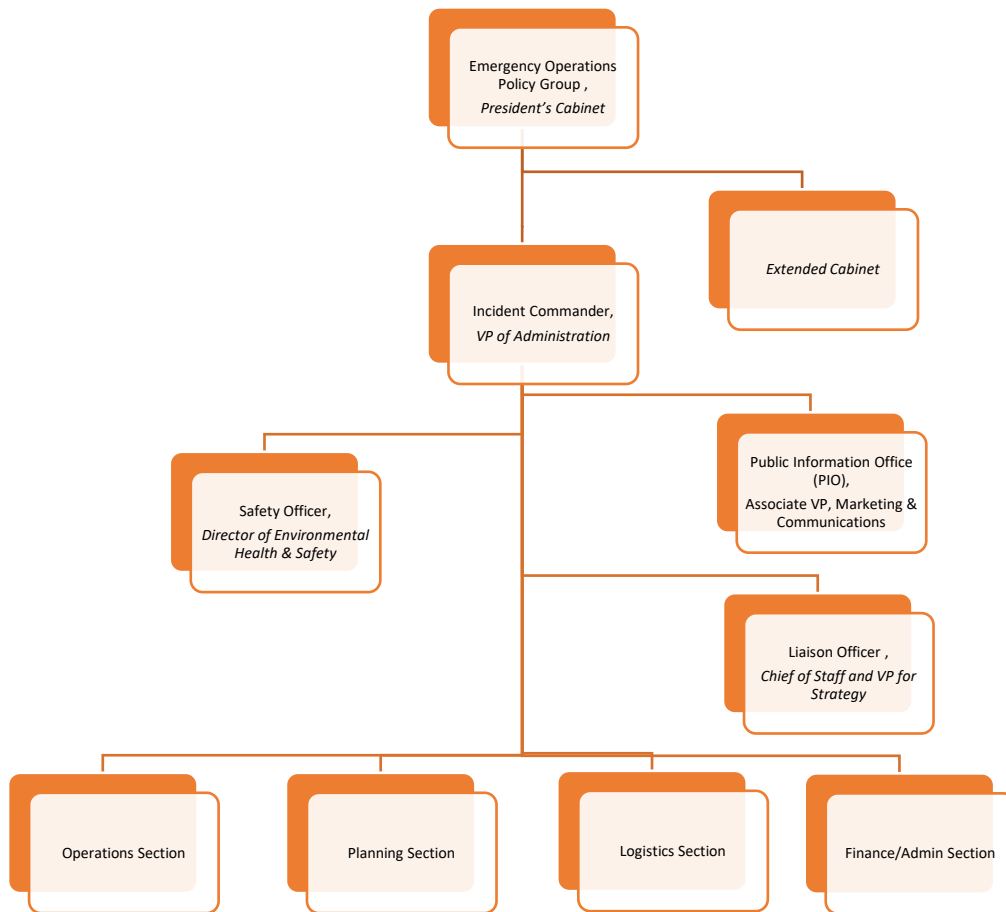 Emergency Operations
Policy Group ,
President's Cabinet
Extended Cabinet
Incident Commander,
VP of Administration
Public Information Office
(PIO),
Associate VP, Marketing &
Communications
Safety Officer,
Director of Environmental
Health & Safety
Liaison Officer ,
Chief of Staff and VP for
Strategy
Operations Section
Planning Section
Logistics Section
Finance/Admin Section